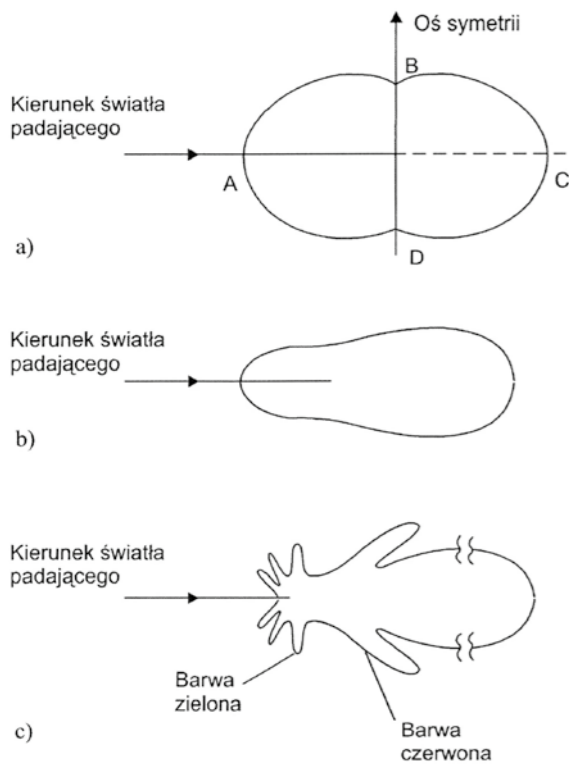 Oś symetrii
B
Kierunek światła
padającego
A
C
D
a)
Kierunek światła
padającego
b)
Kierunek światła
padającego
Barwa
zielona
Barwa
czerwona
c)